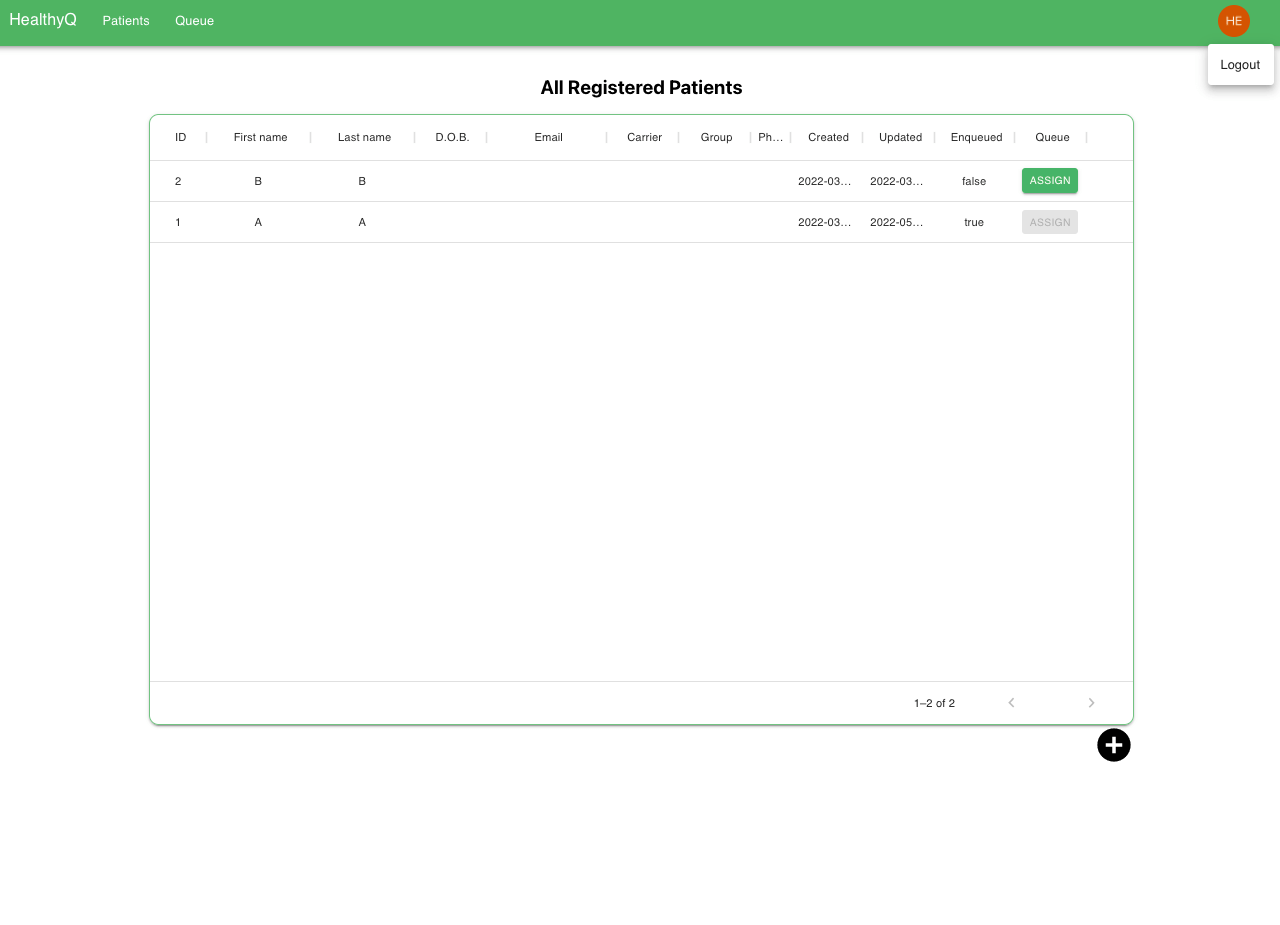 HealthyQ Patients Queue HE
Logout
All Registered Patients
ID First name Last name D.O.B. Email Carrier Group Ph... Created Updated Enqueued Queue
2 B B 2022-03... 2022-03... false ASSIGN
1 A A 2022-03... 2022-05... true ASSIGN
1–2 of 2